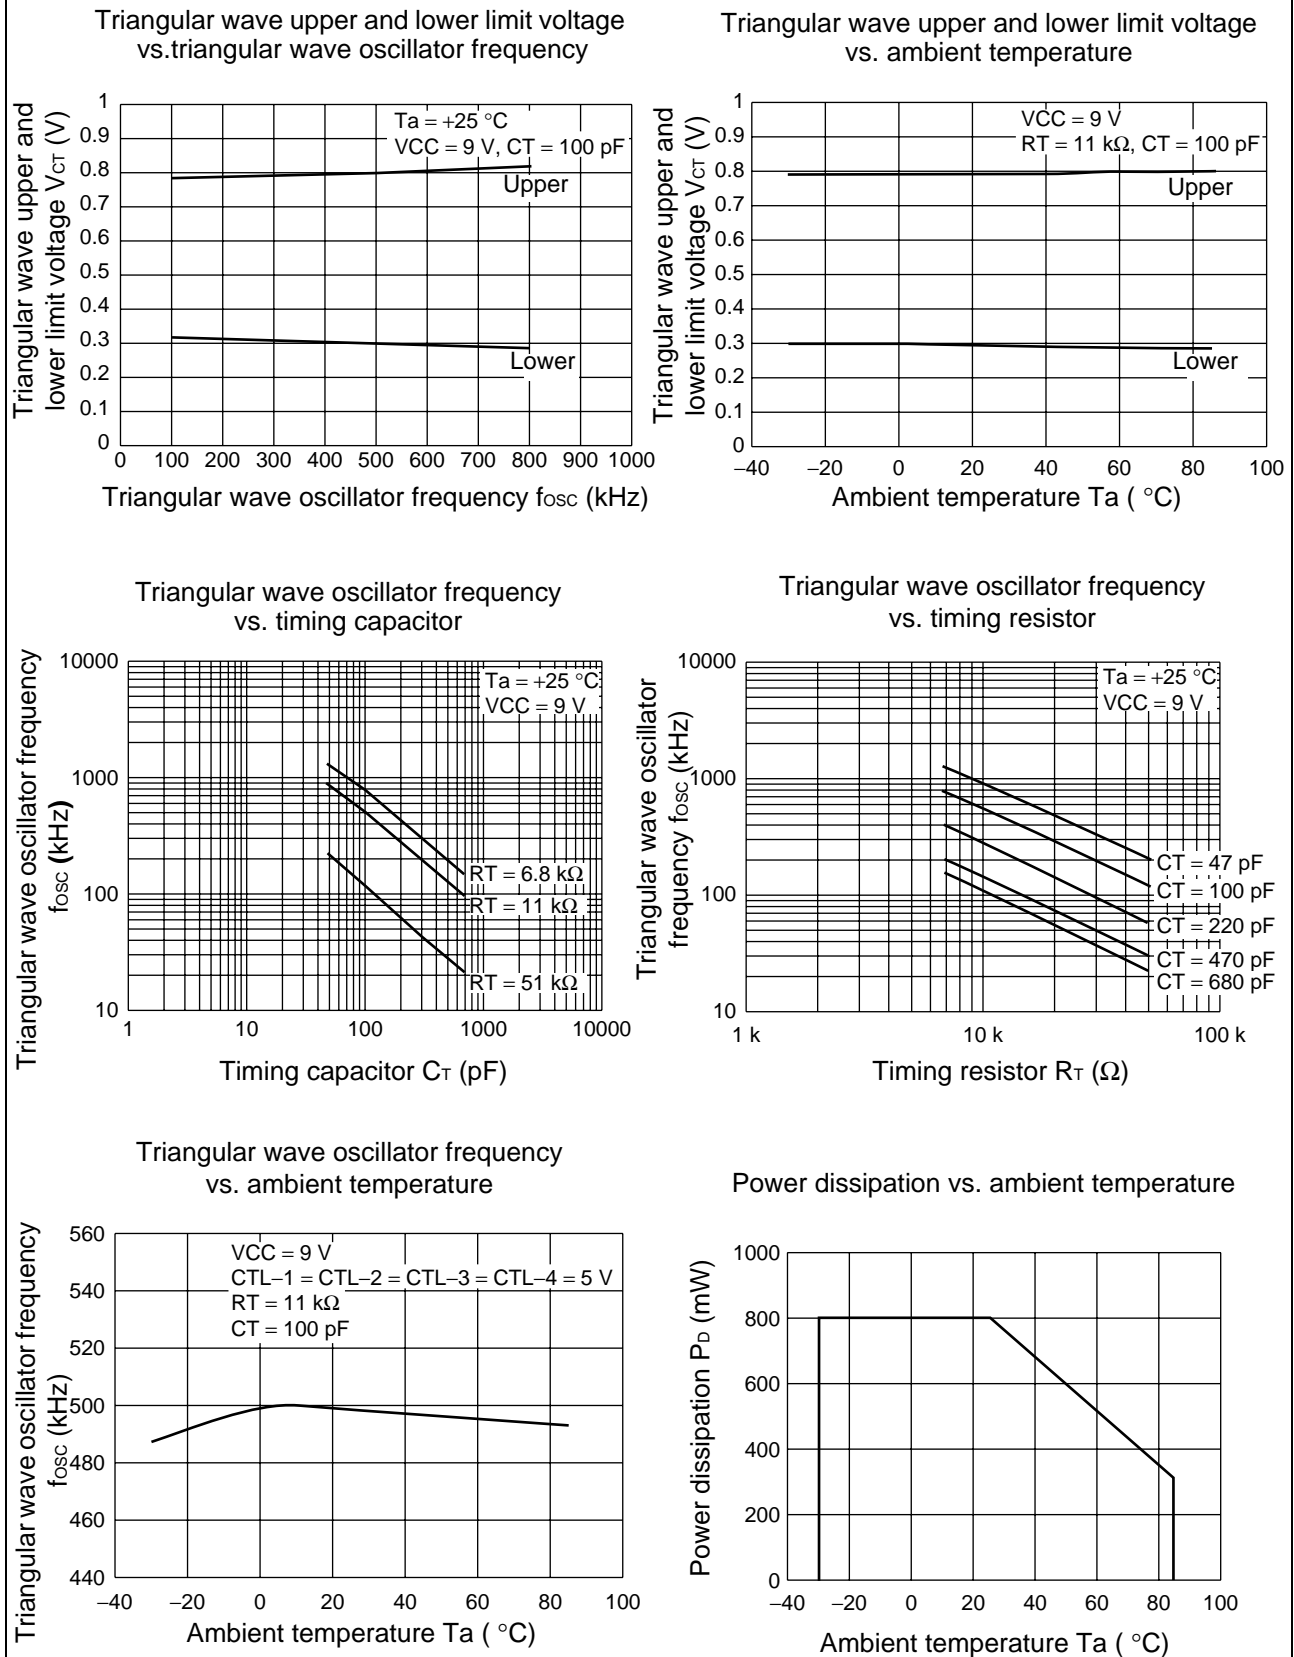 Triangular wave upper and lower limit voltage
vs.triangular wave oscillator frequency
Triangular wave upper and
lower limit voltage VCT (V)
1
0.9
0.8
0.7
0.6
0.5
0.4
0.3
0.2
0.1
0
Ta = +25 °C
VCC = 9 V, CT = 100 pF
Upper
Lower
0 100 200 300 400 500 600 700 800 900 1000
Triangular wave oscillator frequency fOSC (kHz)
Triangular wave upper and lower limit voltage
vs. ambient temperature
Triangular wave upper and
lower limit voltage VCT (V)
1
0.9
0.8
0.7
0.6
0.5
0.4
0.3
0.2
0.1
0
VCC = 9 V
RT = 11 kΩ, CT = 100 pF
Upper
Lower
–40 –20 0 20 40 60 80 100
Ambient temperature Ta ( °C)
Triangular wave oscillator frequency
vs. timing capacitor
Triangular wave oscillator frequency
fOSC (kHz)
10000
1000
100
10
Ta = +25 °C
VCC = 9 V
RT = 6.8 kΩ
RT = 11 kΩ
RT = 51 kΩ
1 10 100 1000 10000
Timing capacitor CT (pF)
Triangular wave oscillator frequency
vs. timing resistor
Triangular wave oscillator
frequency fOSC (kHz)
10000
1000
100
10
Ta = +25 °C
VCC = 9 V
CT = 47 pF
CT = 100 pF
CT = 220 pF
CT = 470 pF
CT = 680 pF
1 k 10 k 100 k
Timing resistor RT (Ω)
Triangular wave oscillator frequency
vs. ambient temperature
Triangular wave oscillator frequency
fOSC (kHz)
560
540
520
500
480
460
440
VCC = 9 V
CTL–1 = CTL–2 = CTL–3 = CTL–4 = 5 V
RT = 11 kΩ
CT = 100 pF
–40 –20 0 20 40 60 80 100
Ambient temperature Ta ( °C)
Power dissipation vs. ambient temperature
Power dissipation PD (mW)
1000
800
600
400
200
0
–40 –20 0 20 40 60 80 100
Ambient temperature Ta ( °C)